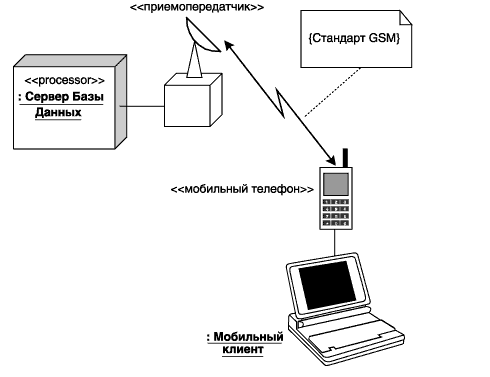 <<приемопередатчик>>
{Стандарт GSM}
<<processor>>
: Сервер Базы
Данных
<<мобильный телефон>>
: Мобильный
клиент